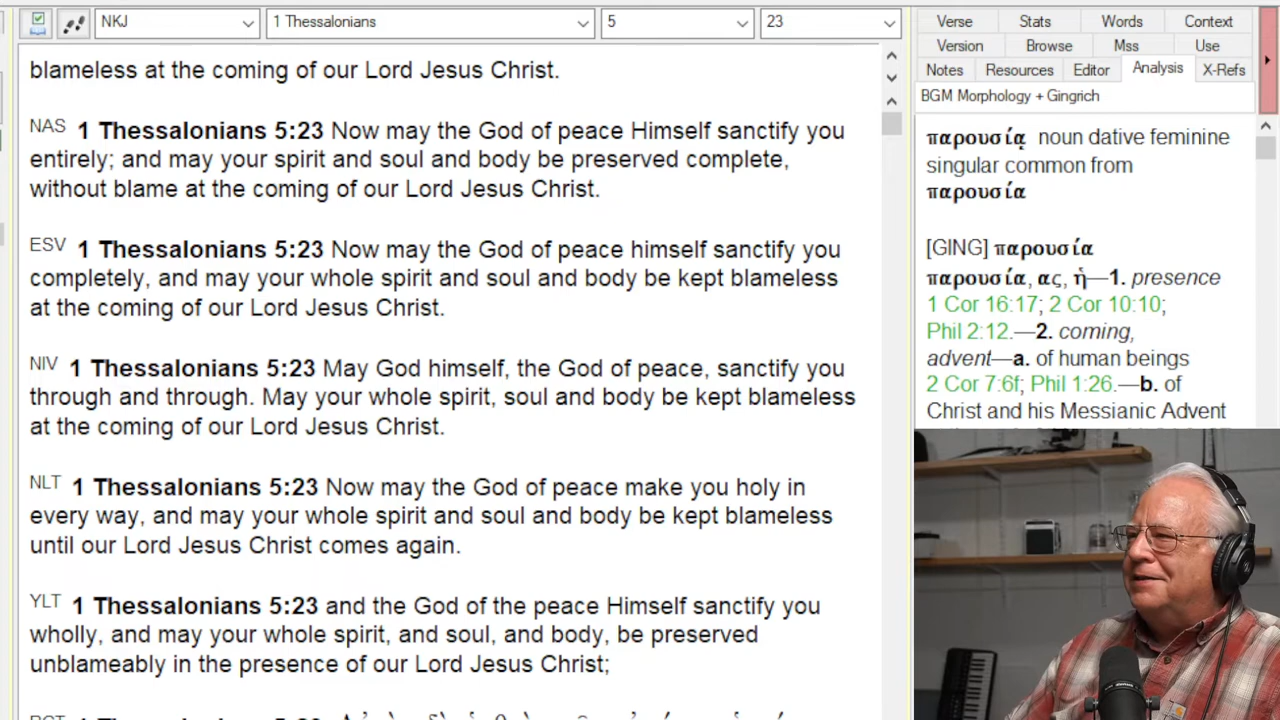 NKJ 1 Thessalonians 5 23
blameless at the coming of our Lord Jesus Christ.
NAS 1 Thessalonians 5:23 Now may the God of peace Himself sanctify you
entirely; and may your spirit and soul and body be preserved complete,
without blame at the coming of our Lord Jesus Christ.
ESV 1 Thessalonians 5:23 Now may the God of peace himself sanctify you
completely, and may your whole spirit and soul and body be kept blameless
at the coming of our Lord Jesus Christ.
NIV 1 Thessalonians 5:23 May God himself, the God of peace, sanctify you
through and through. May your whole spirit, soul and body be kept blameless
at the coming of our Lord Jesus Christ.
NLT 1 Thessalonians 5:23 Now may the God of peace make you holy in
every way, and may your whole spirit and soul and body be kept blameless
until our Lord Jesus Christ comes again.
YLT 1 Thessalonians 5:23 and the God of the peace Himself sanctify you
wholly, and may your whole spirit, and soul, and body, be preserved
unblameably in the presence of our Lord Jesus Christ;
Verse Stats Words Context
Version Browse Mss Use
Notes Resources Editor Analysis X-Refs
BGM Morphology + Gingrich
παρουσίᾳ noun dative feminine
singular common from
παρουσία
[GING] παρουσία
παρουσία, ας, ἡ—1. presence
1 Cor 16:17; 2 Cor 10:10;
Phil 2:12.—2. coming,
advent—a. of human beings
2 Cor 7:6f; Phil 1:26.—b. of
Christ and his Messianic Advent